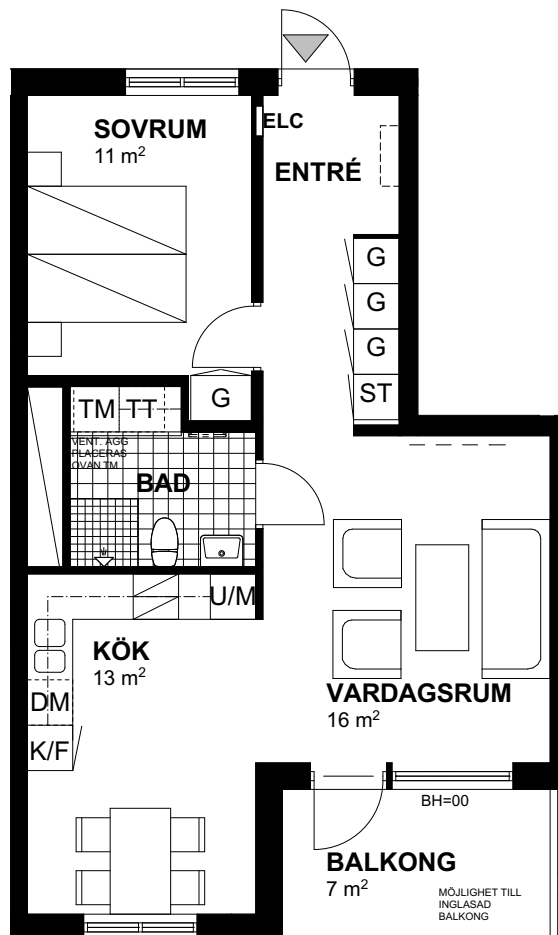 SOVRUM
11 m²
ELC
ENTRÉ
G
G
G
ST
G
TM
TT
VENT. AGG
PLACERAS
OVAN TM
BAD
U/M
KÖK
13 m²
DM
K/F
VARDAGSRUM
16 m²
BH=00
BALKONG
7 m²
MÖJLIGHET TILL
INGLASAD
BALKONG